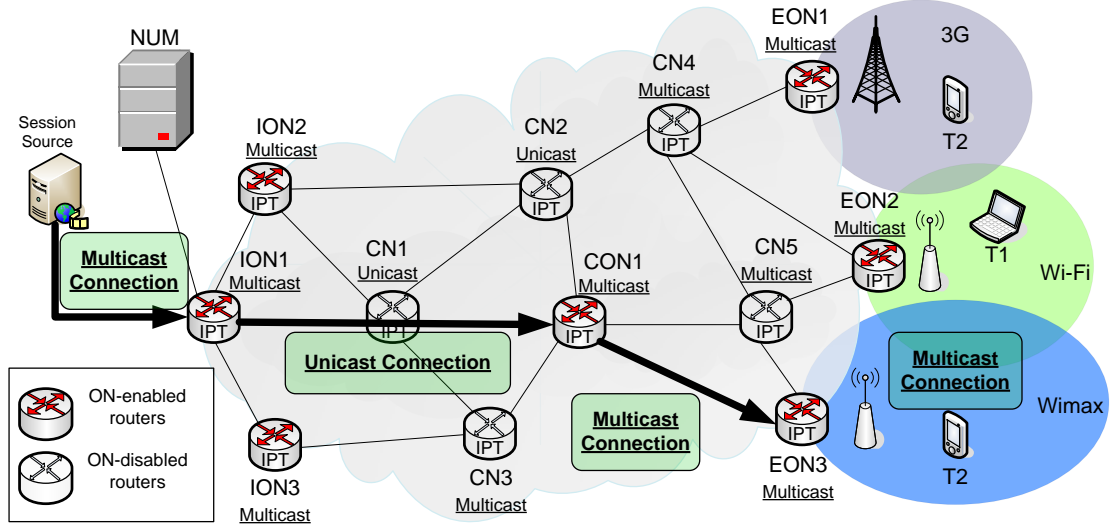 NUM
Session
Source
ION2
Multicast
IPT
Multicast
Connection
ION1
Multicast
IPT
CN1
Unicast
IPT
CN2
Unicast
IPT
CN4
Multicast
IPT
EON1
Multicast
IPT
3G
T2
EON2
Multicast
IPT
T1
Wi-Fi
CON1
Multicast
IPT
CN5
Multicast
IPT
Unicast Connection
Multicast
Connection
Multicast
Connection
Wimax
T2
IPT
EON3
Multicast
IPT
CN3
Multicast
IPT
ION3
Multicast
ON-enabled
routers
ON-disabled
routers